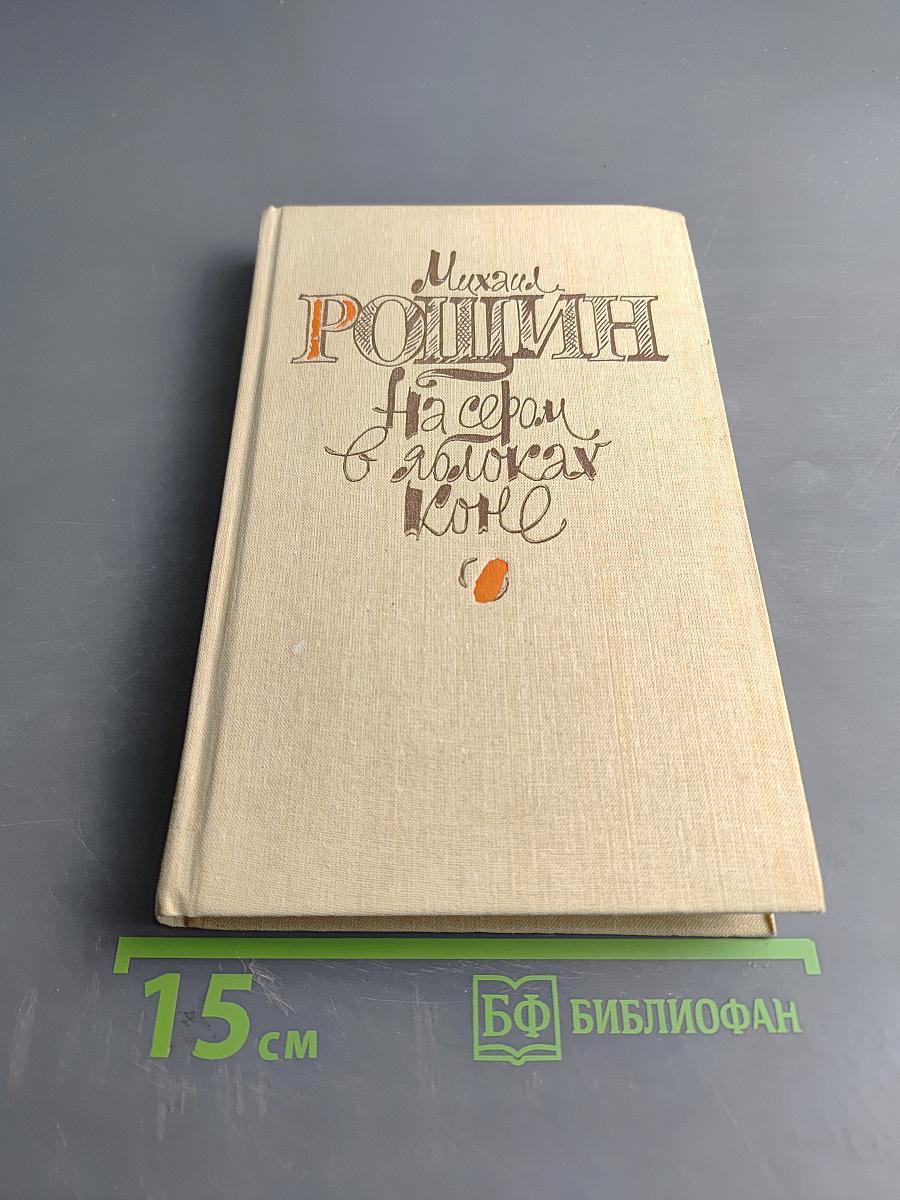 Михаил
РОЩИН
На сером
в яблоках
коне
15 см
БФ БИБЛИОФАН